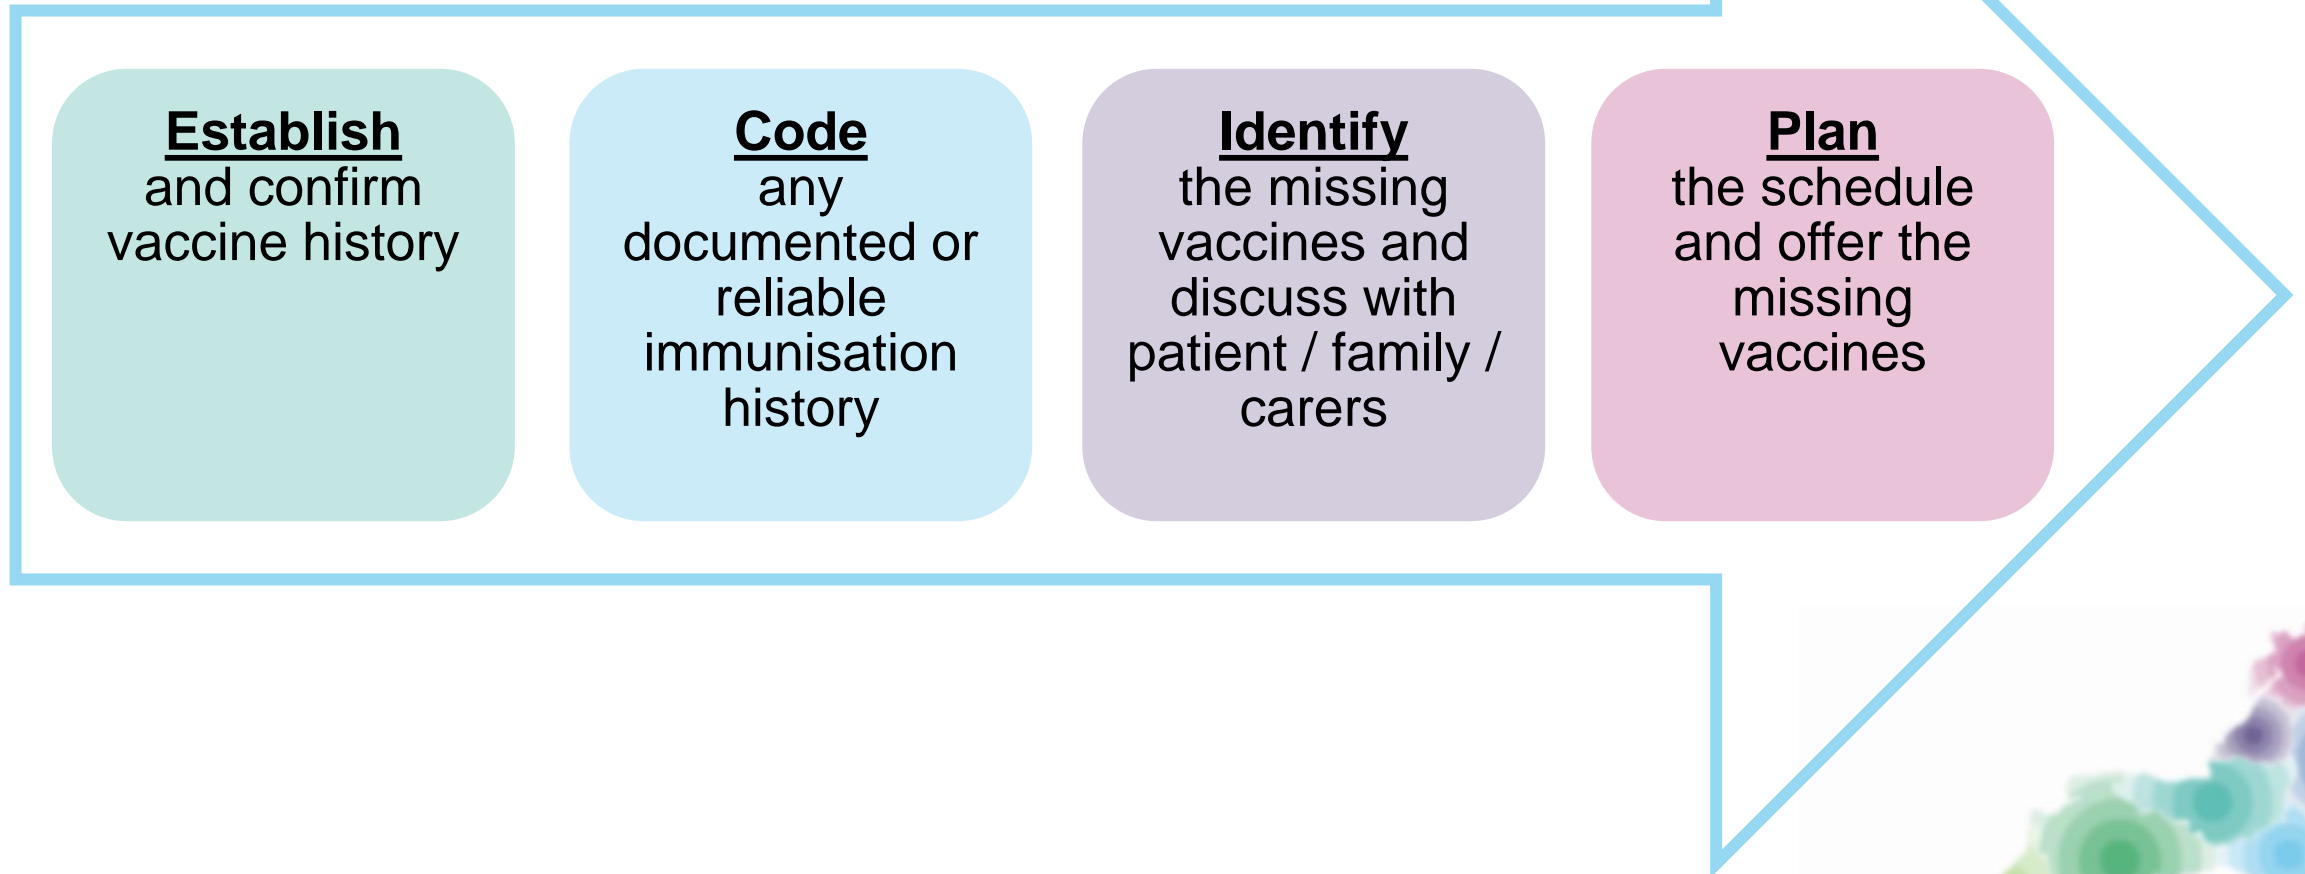 Establish
and confirm
vaccine history
Code
any
documented or
reliable
immunisation
history
Identify
the missing
vaccines and
discuss with
patient / family /
carers
Plan
the schedule
and offer the
missing
vaccines